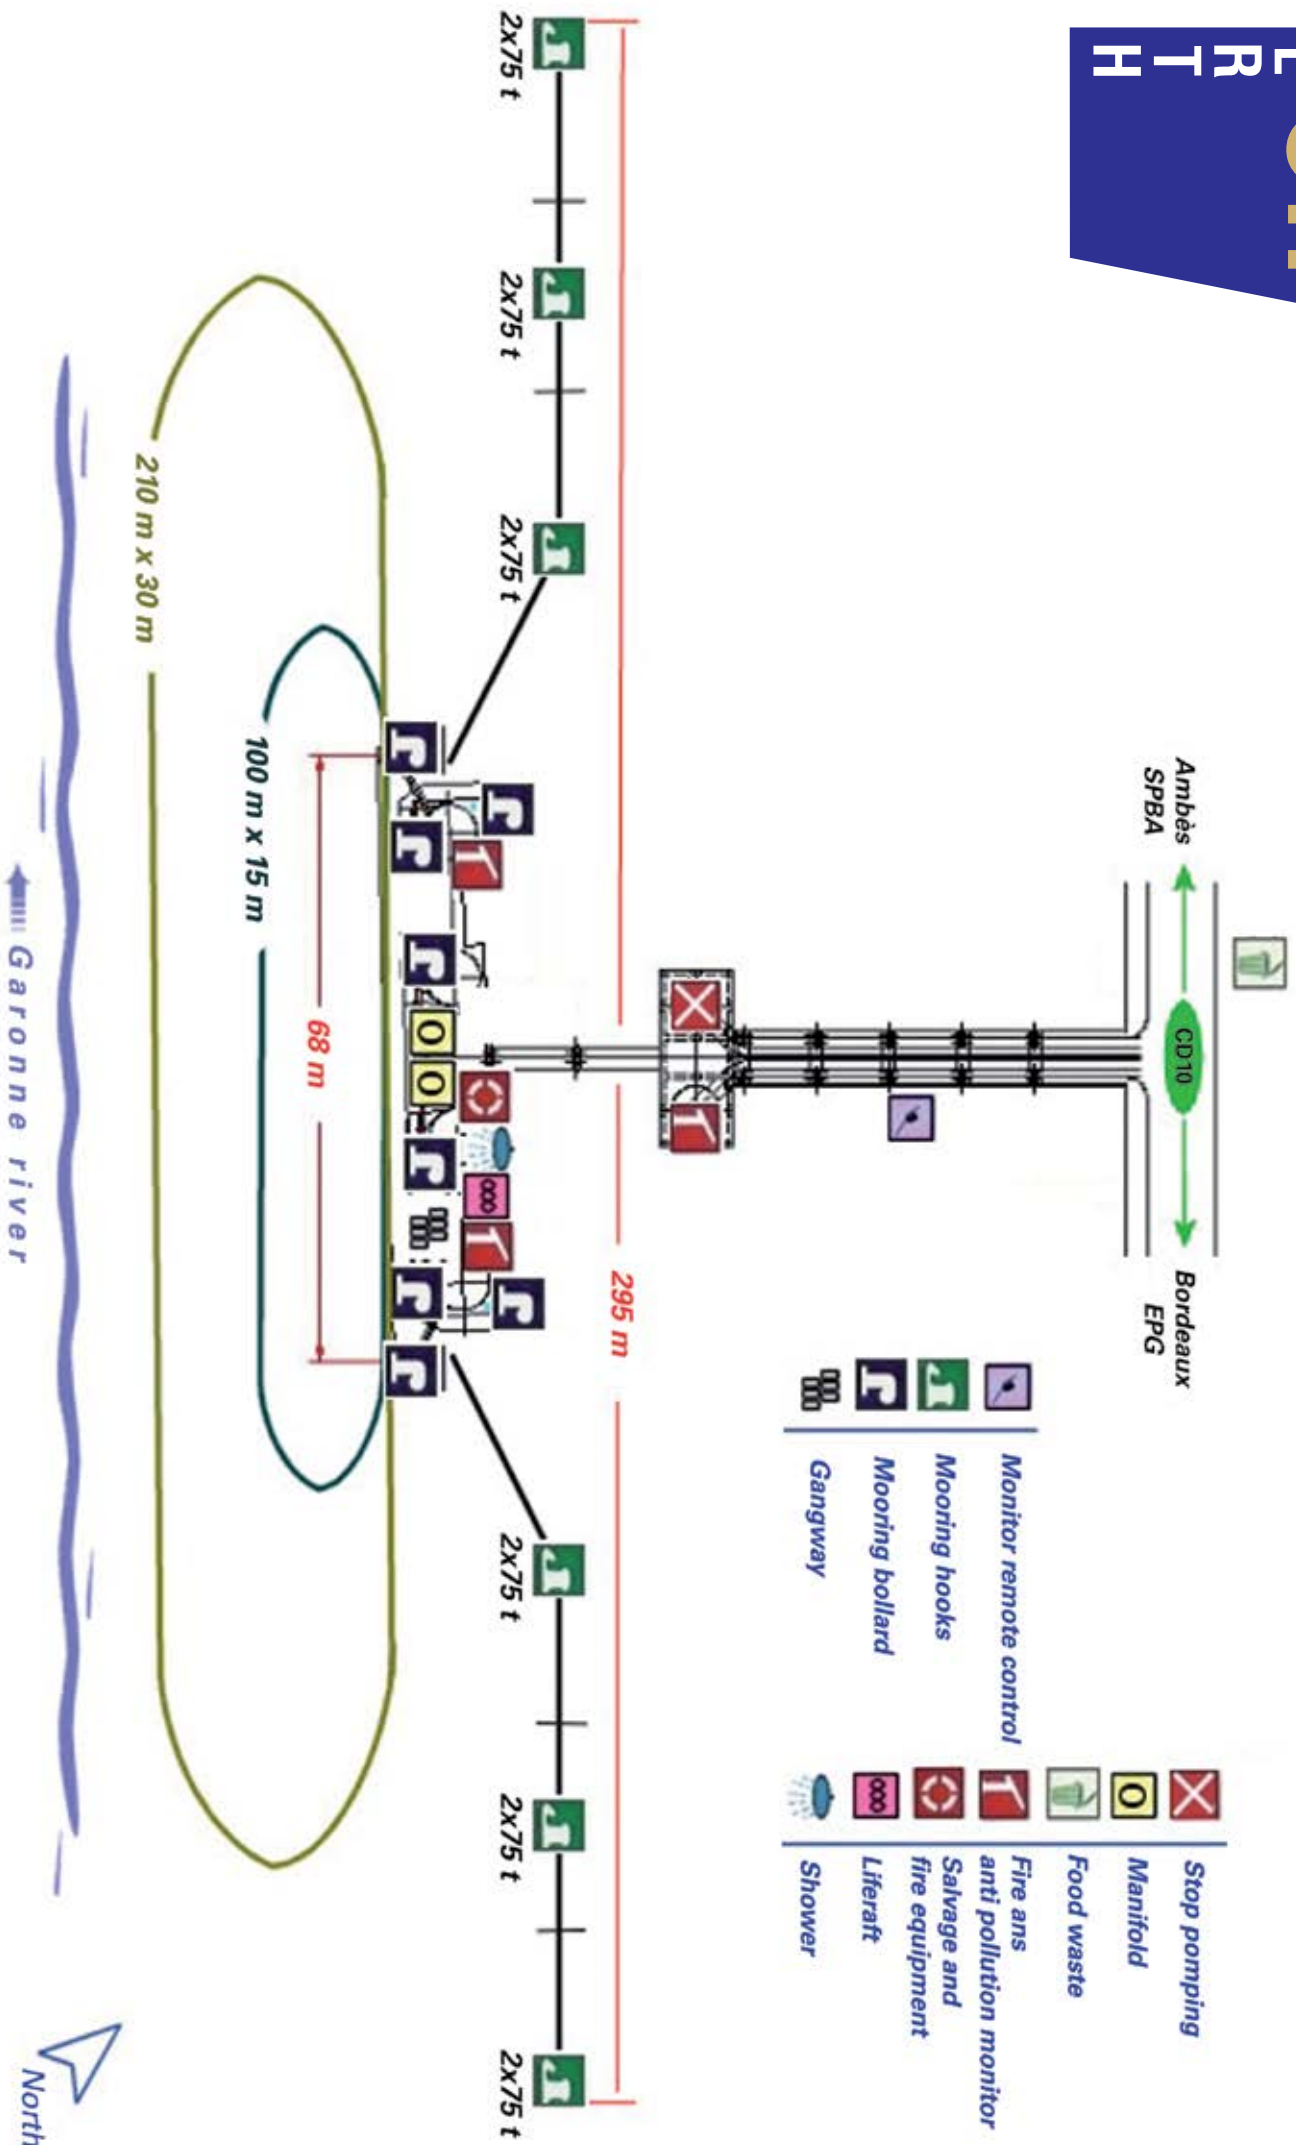 L
R
T
H
Ambès
SPBA
CD10
Bordeaux
EPG
295 m
2x75 t
2x75 t
2x75 t
2x75 t
2x75 t
2x75 t
O
O
68 m
100 m x 15 m
210 m x 30 m
Garonne river
North
Monitor remote control
Mooring hooks
Mooring bollard
Gangway
Stop pomping
O
Manifold
Food waste
Fire ans
anti pollution monitor
Salvage and
fire equipment
Liferaft
Shower